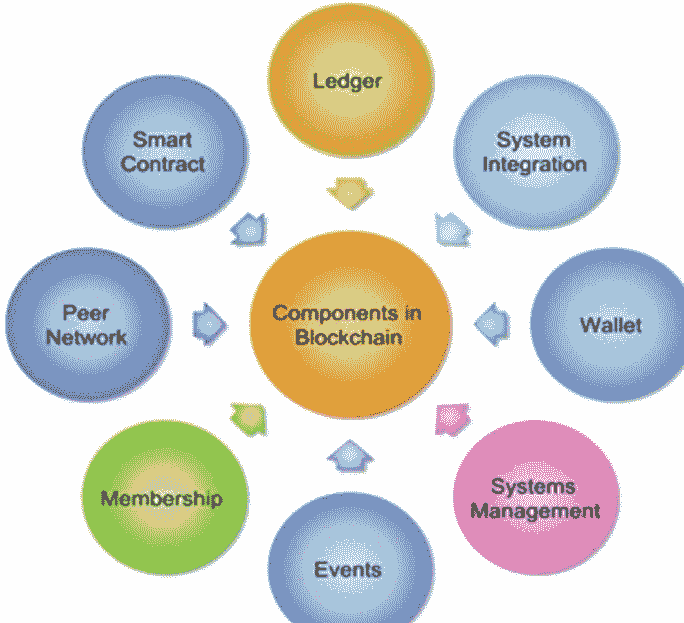 Ledger
Smart
Contract
System
Integration
Peer
Network
Components in
Blockchain
Wallet
Membership
Systems
Management
Events